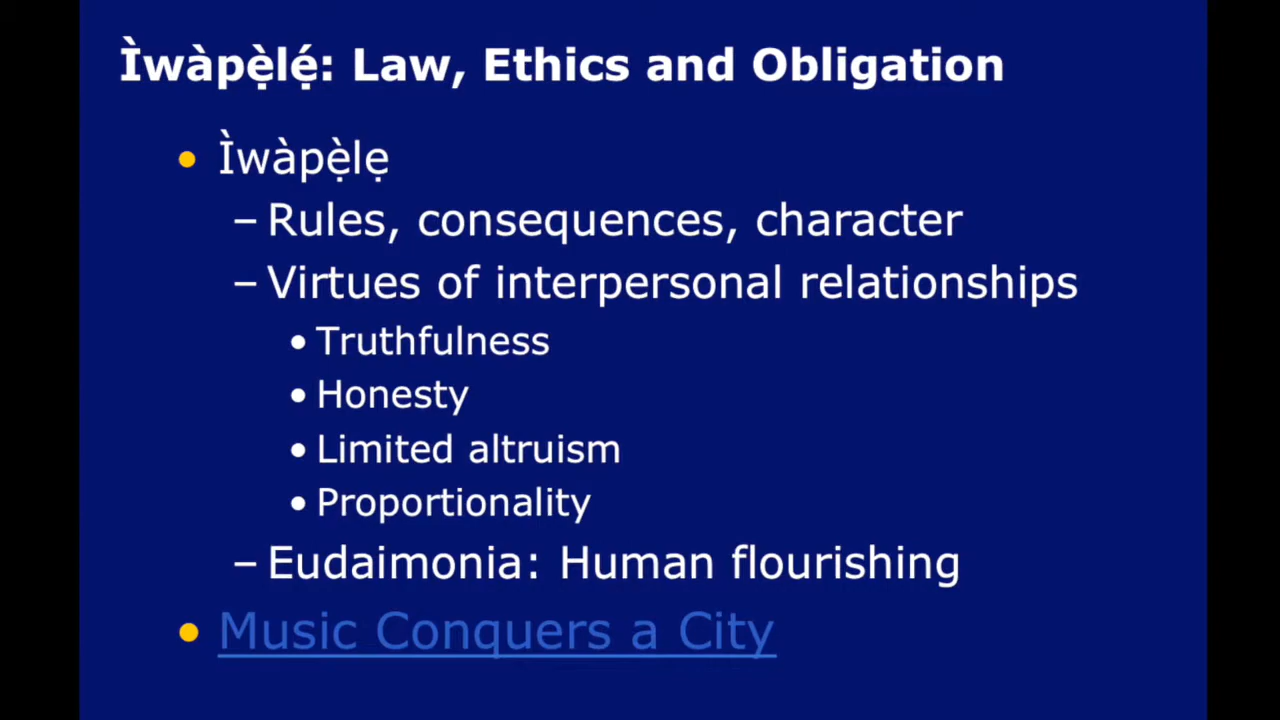 Ìwàpẹ̀lẹ́: Law, Ethics and Obligation
• Ìwàpẹ̀lẹ
– Rules, consequences, character
– Virtues of interpersonal relationships
• Truthfulness
• Honesty
• Limited altruism
• Proportionality
– Eudaimonia: Human flourishing
• Music Conquers a City